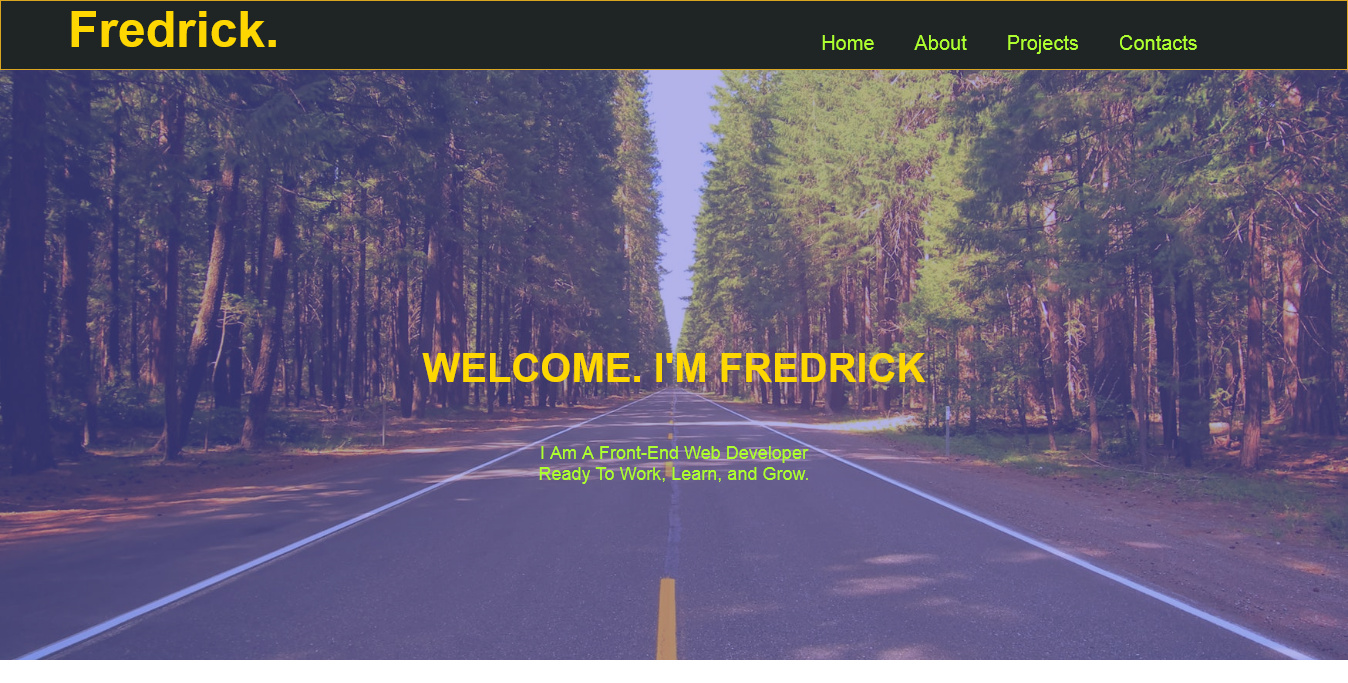 Fredrick.
Home
About
Projects
Contacts
WELCOME. I'M FREDRICK
I Am A Front-End Web Developer
Ready To Work, Learn, and Grow.